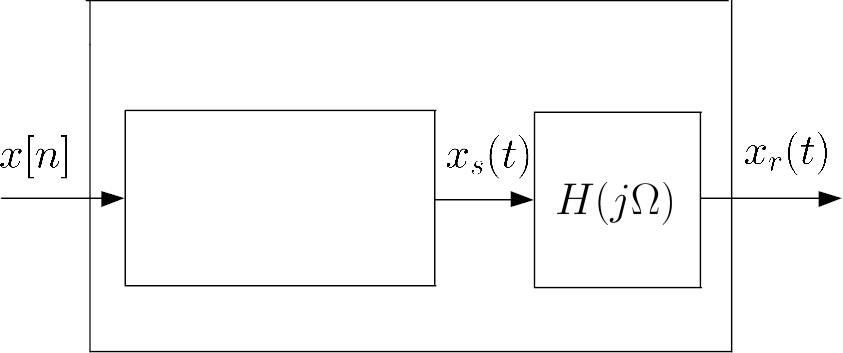 x[n]
x_s(t)
H(jΩ)
x_r(t)